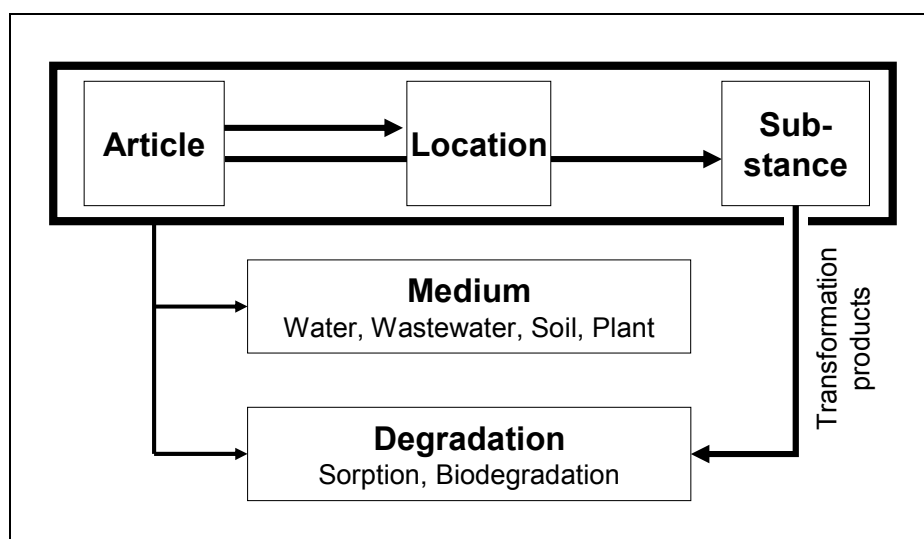 Article
Location
Sub-
stance
Medium
Water, Wastewater, Soil, Plant
Degradation
Sorption, Biodegradation
Transformation
products